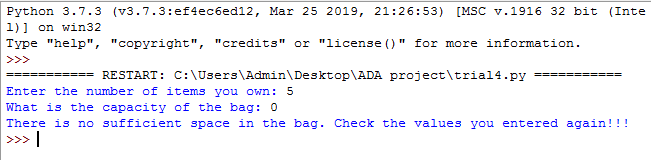 Python 3.7.3 (v3.7.3:ef4ec6ed12, Mar 25 2019, 21:26:53) [MSC v.1916 32 bit (Inte
l)] on win32
Type "help", "copyright", "credits" or "license()" for more information.
>>>
=========== RESTART: C:\Users\Admin\Desktop\ADA project\trial4.py ===========
Enter the number of items you own: 5
What is the capacity of the bag: 0
There is no sufficient space in the bag. Check the values you entered again!!!
>>>